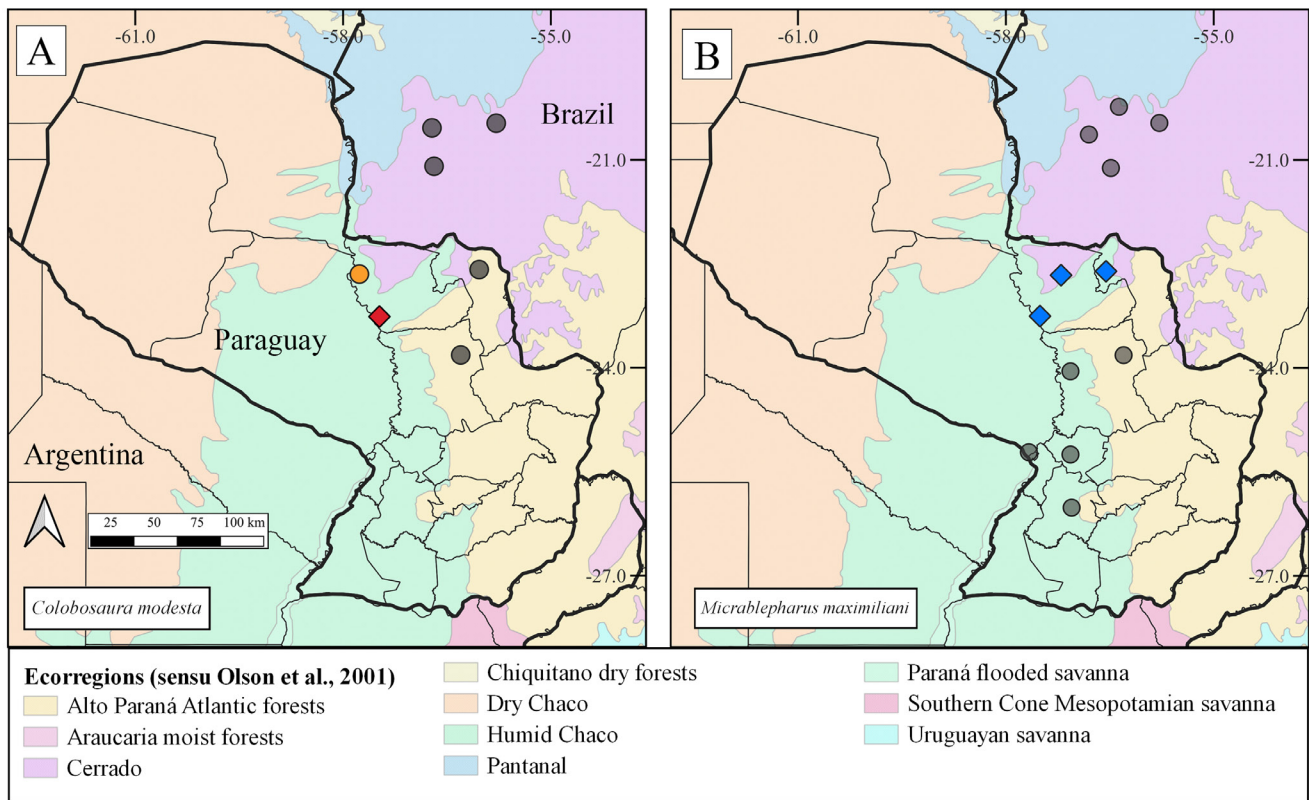 A
-61.0
-58.0
-55.0
Brazil
-21.0
Paraguay
-24.0
Argentina
25 50 75 100 km
-27.0
Colobosaura modesta
B
-61.0
-58.0
-55.0
-21.0
-24.0
-27.0
Micrablepharus maximiliani
Ecorregions (sensu Olson et al., 2001)
Alto Paraná Atlantic forests
Araucaria moist forests
Cerrado
Chiquitano dry forests
Dry Chaco
Humid Chaco
Pantanal
Paraná flooded savanna
Southern Cone Mesopotamian savanna
Uruguayan savanna